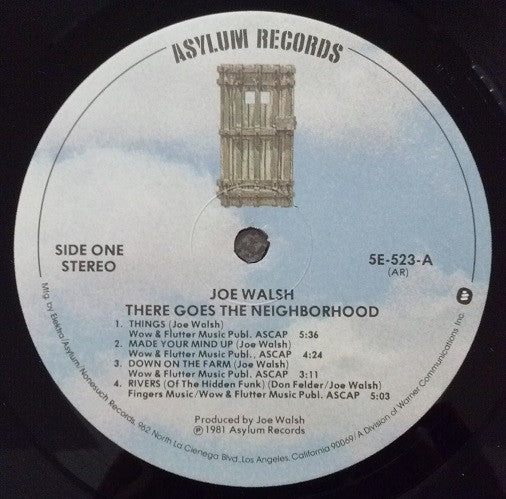 ASYLUM RECORDS
SIDE ONE
STEREO
5E-523-A
(AR)
JOE WALSH
THERE GOES THE NEIGHBORHOOD
1. THINGS (Joe Walsh)
Wow & Flutter Music Publ. ASCAP 5:36
2. MADE YOUR MIND UP (Joe Walsh)
Wow & Flutter Music Publ., ASCAP 4:24
3. DOWN ON THE FARM (Joe Walsh)
Wow & Flutter Music Publ. ASCAP 3:11
4. RIVERS (Of The Hidden Funk) (Don Felder/Joe Walsh)
Fingers Music/Wow & Flutter Music Publ. ASCAP 5:03
Produced by Joe Walsh
Ⓟ1981 Asylum Records
Mfg by Elektra/Asylum/Nonesuch Records, 962 North La Cienega Blvd., Los Angeles, California 90069. A Division of Warner Communications Inc.